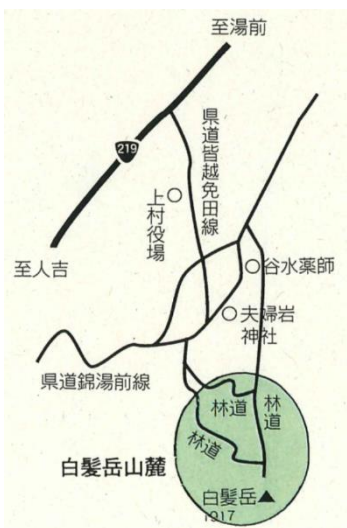 至湯前
219
県道皆越免田線
上村役場
至人吉
谷水薬師
夫婦岩
神社
県道錦湯前線
林道
林道
林道
白髪岳山麓
白髪岳▲
1917